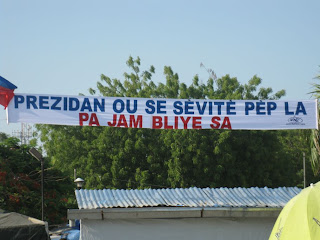 PREZIDAN OU SE SÈVITÈ PÈP LA
PA JAM BLIYE SA